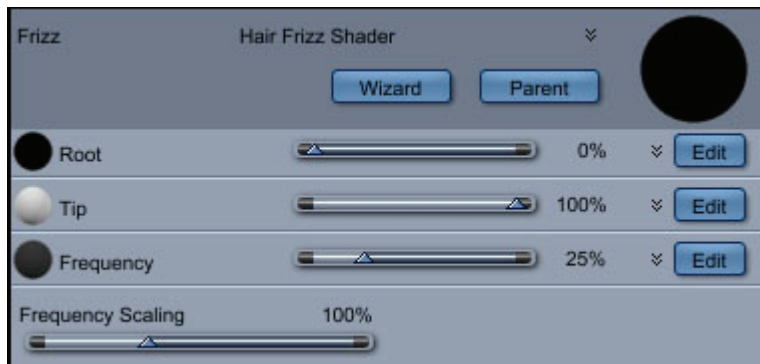 Frizz Hair Frizz Shader
Wizard Parent
Root 0% Edit
Tip 100% Edit
Frequency 25% Edit
Frequency Scaling 100%